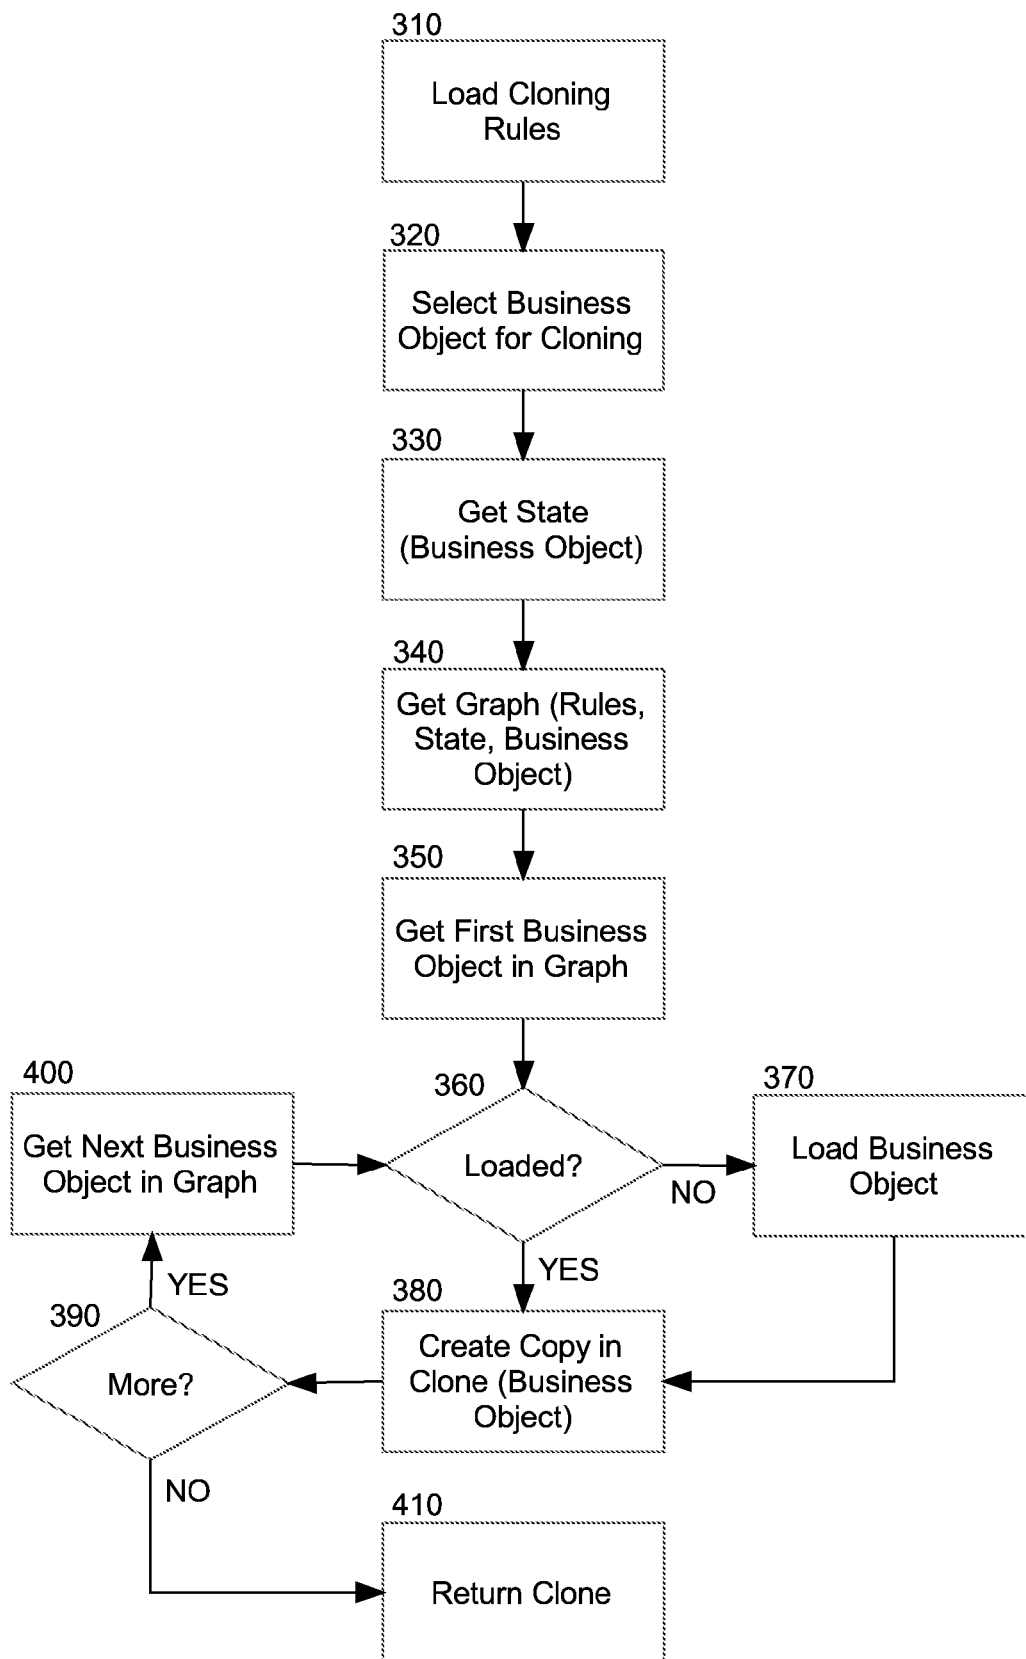 310
Load Cloning
Rules
320
Select Business
Object for Cloning
330
Get State
(Business Object)
340
Get Graph (Rules,
State, Business
Object)
350
Get First Business
Object in Graph
400
Get Next Business
Object in Graph
360
Loaded?
NO
370
Load Business
Object
YES
YES
390
More?
380
Create Copy in
Clone (Business
Object)
NO
410
Return Clone